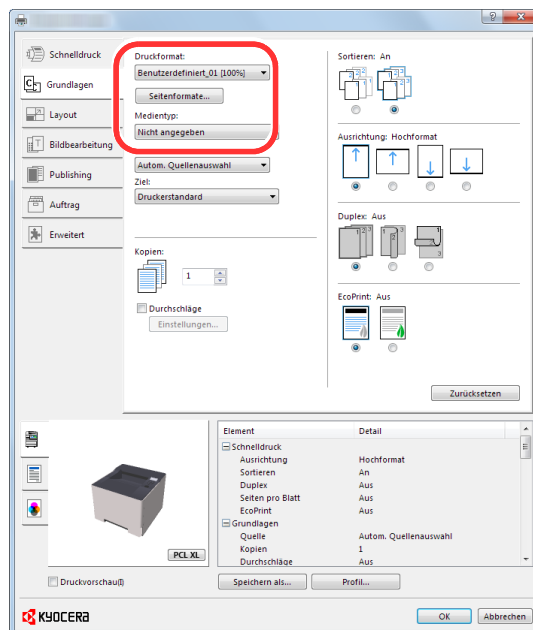 Schnelldruck
Grundlagen
Layout
Bildbearbeitung
Publishing
Auftrag
Erweitert
Druckformat:
Benutzerdefiniert_01 [100%]
Seitenformate...
Medientyp:
Nicht angegeben
Autom. Quellenauswahl
Ziel:
Druckerstandard
Kopien:
1
Durchschläge
Einstellungen...
Sortieren: An
Ausrichtung: Hochformat
Duplex: Aus
EcoPrint: Aus
Zurücksetzen
PCL XL
Druckvorschau(I)
Element Detail
Schnelldruck
Ausrichtung Hochformat
Sortieren An
Duplex Aus
Seiten pro Blatt Aus
EcoPrint Aus
Grundlagen
Quelle Autom. Quellenauswahl
Kopien 1
Durchschläge Aus
Speichern als... Profil...
KYOCERA
OK Abbrechen